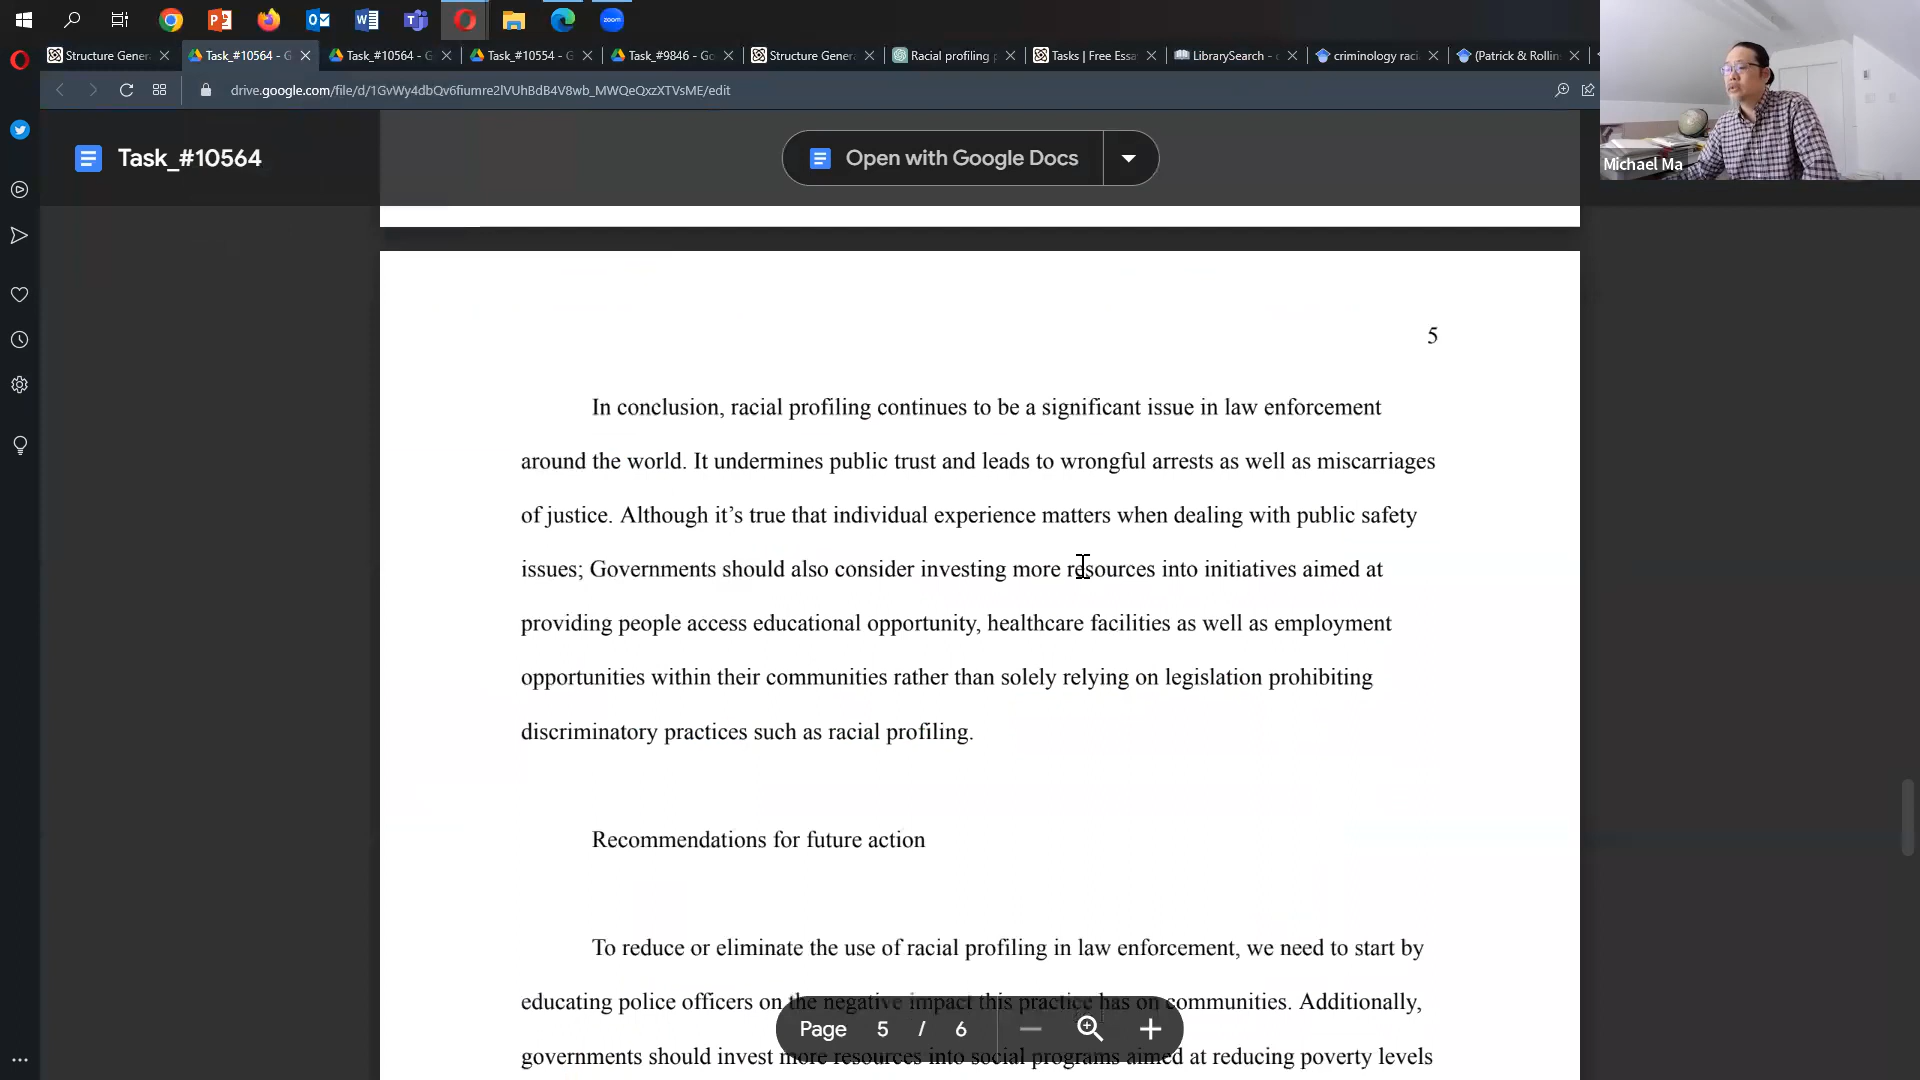 Structure Gener
Task_#10564 - G
Task_#10564 - G
Task_#10554 - G
Task_#9846 - Go
Structure Gener
Racial profiling p
Tasks | Free Essa
LibrarySearch -
criminology raci
(Patrick & Rollin
drive.google.com/file/d/1GvWy4dbQv6fiumre2lVUhBdB4V8wb_MWQeQxzXTVsME/edit
zoom
Michael Ma
Task_#10564
Open with Google Docs
5
In conclusion, racial profiling continues to be a significant issue in law enforcement
around the world. It undermines public trust and leads to wrongful arrests as well as miscarriages
of justice. Although it’s true that individual experience matters when dealing with public safety
issues; Governments should also consider investing more resources into initiatives aimed at
providing people access educational opportunity, healthcare facilities as well as employment
opportunities within their communities rather than solely relying on legislation prohibiting
discriminatory practices such as racial profiling.
Recommendations for future action
To reduce or eliminate the use of racial profiling in law enforcement, we need to start by
educating police officers on the negative impact this practice has on communities. Additionally,
Page 5 / 6
governments should invest more resources into social programs aimed at reducing poverty levels